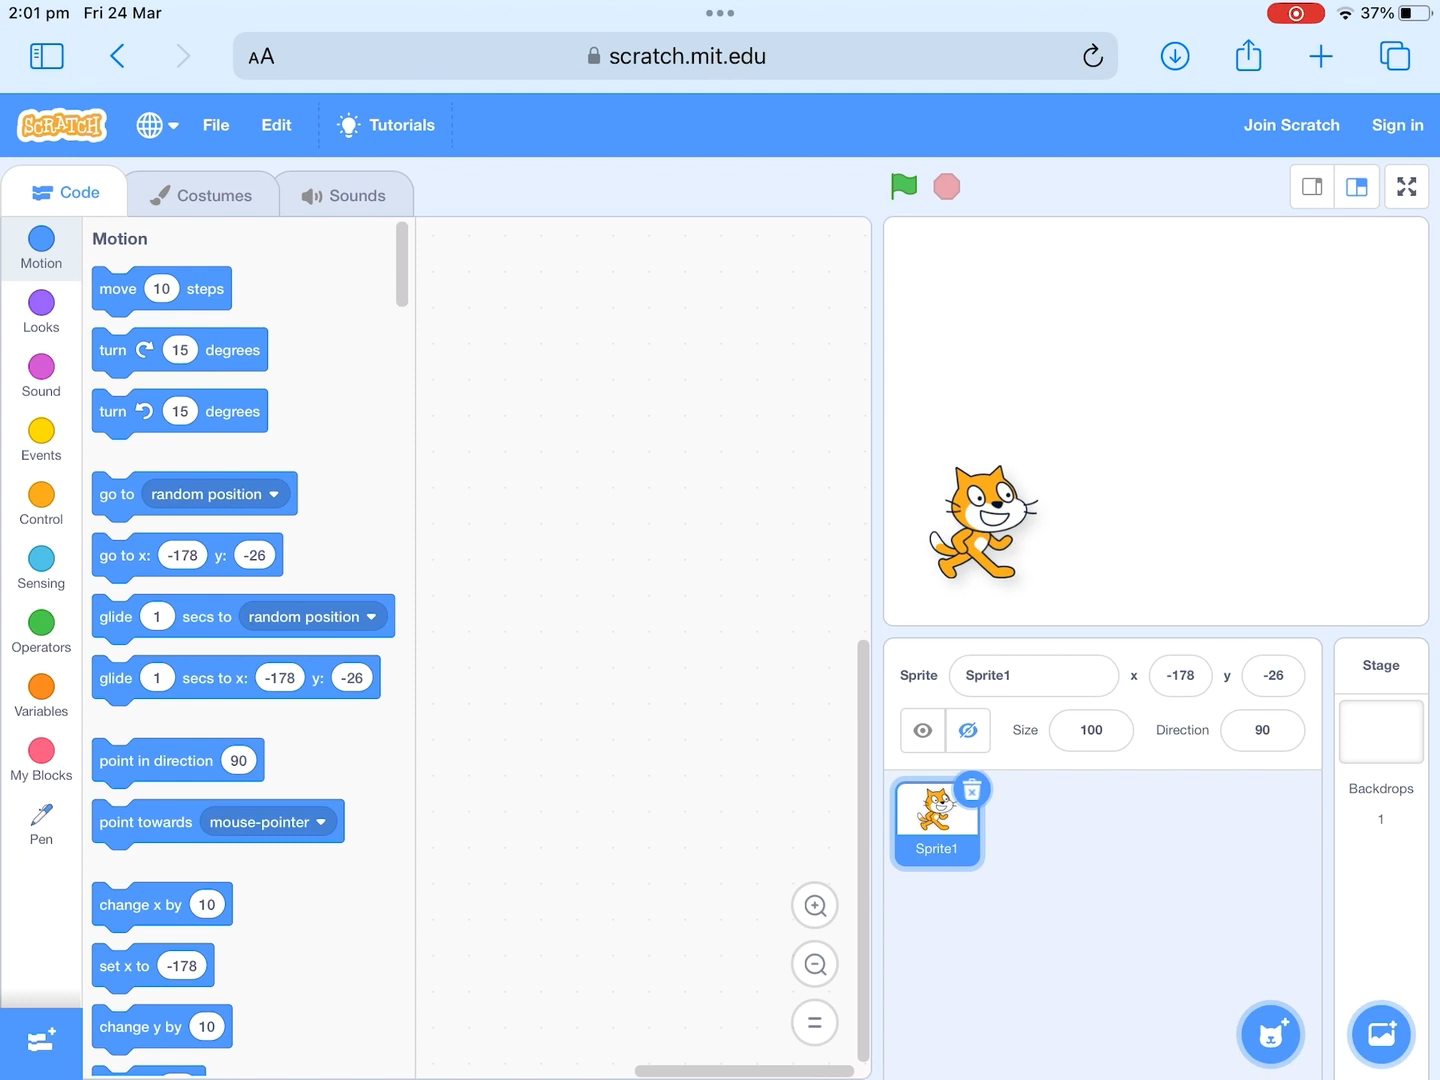 2:01 pm Fri 24 Mar 37%
AA scratch.mit.edu
SCRATCH File Edit Tutorials Join Scratch Sign in
Code Costumes Sounds
Motion
Looks
Sound
Events
Control
Sensing
Operators
Variables
My Blocks
Pen
Motion
move 10 steps
turn 15 degrees
turn 15 degrees
go to random position
go to x: -178 y: -26
glide 1 secs to random position
glide 1 secs to x: -178 y: -26
point in direction 90
point towards mouse-pointer
change x by 10
set x to -178
change y by 10
Sprite Sprite1 x -178 y -26
Size 100 Direction 90
Sprite1
Stage
Backdrops
1